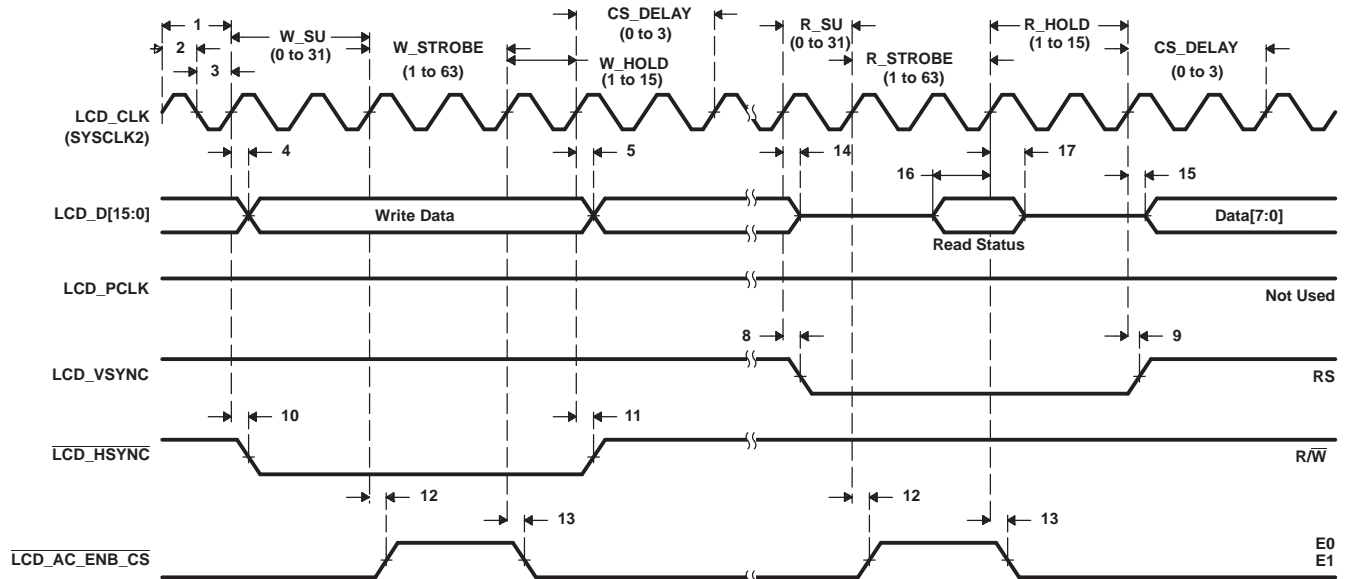 1
2
3
W_SU
(0 to 31)
W_STROBE
(1 to 63)
CS_DELAY
(0 to 3)
W_HOLD
(1 to 15)
R_SU
(0 to 31)
R_STROBE
(1 to 63)
R_HOLD
(1 to 15)
CS_DELAY
(0 to 3)
LCD_CLK
(SYSCLK2)
4
5
14
17
16
15
LCD_D[15:0]
Write Data
Read Status
Data[7:0]
LCD_PCLK
Not Used
8
9
LCD_VSYNC
RS
10
11
LCD_HSYNC
R/W
12
13
12
13
LCD_AC_ENB_CS
E0
E1